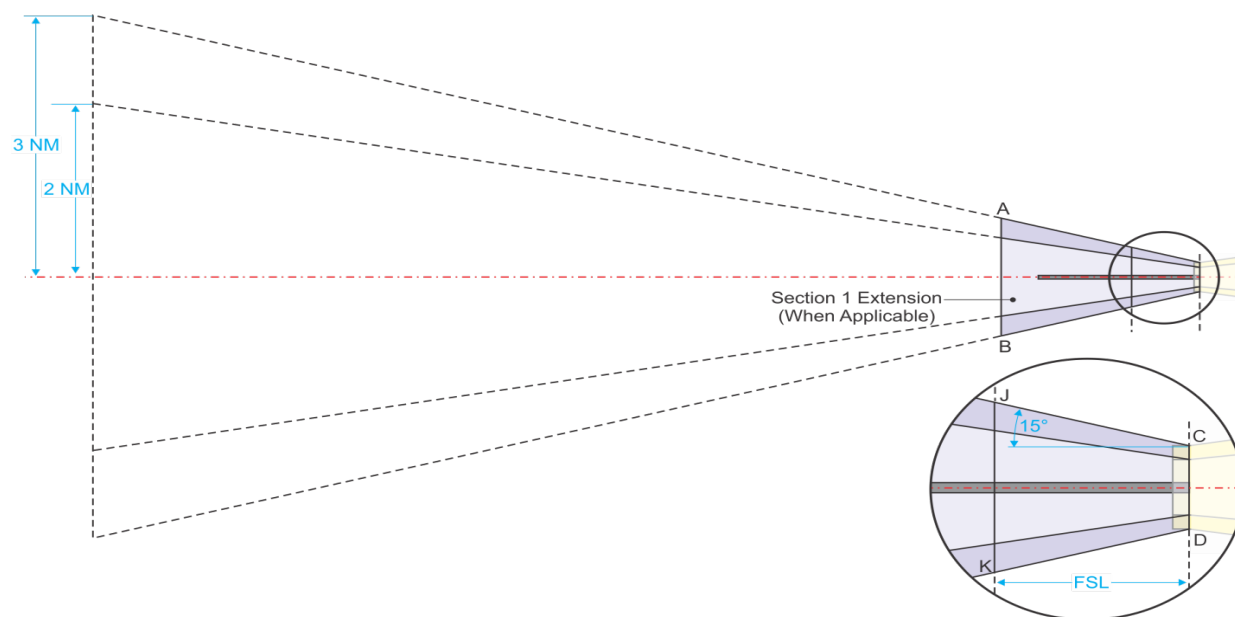 3 NM
2 NM
A
Section 1 Extension
(When Applicable)
B
J
15°
C
K
D
FSL